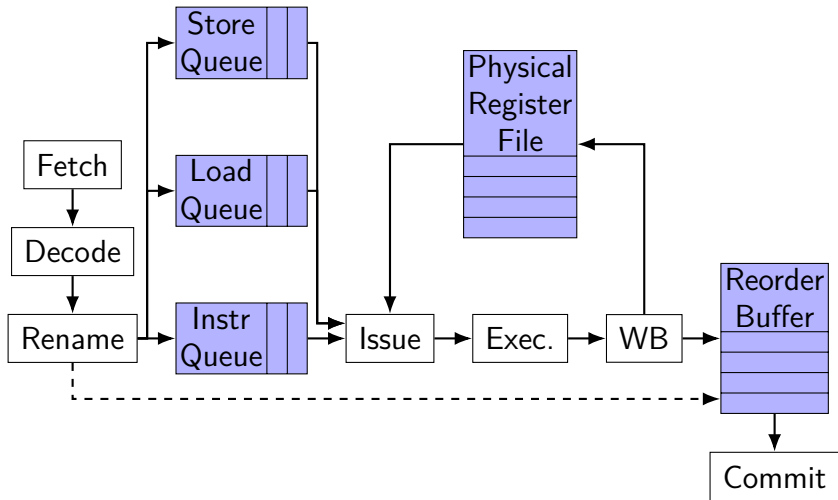 Store
Queue
Physical
Register
File
Fetch
Load
Queue
Decode
Reorder
Buffer
Rename
Instr
Queue
Issue
Exec.
WB
Commit